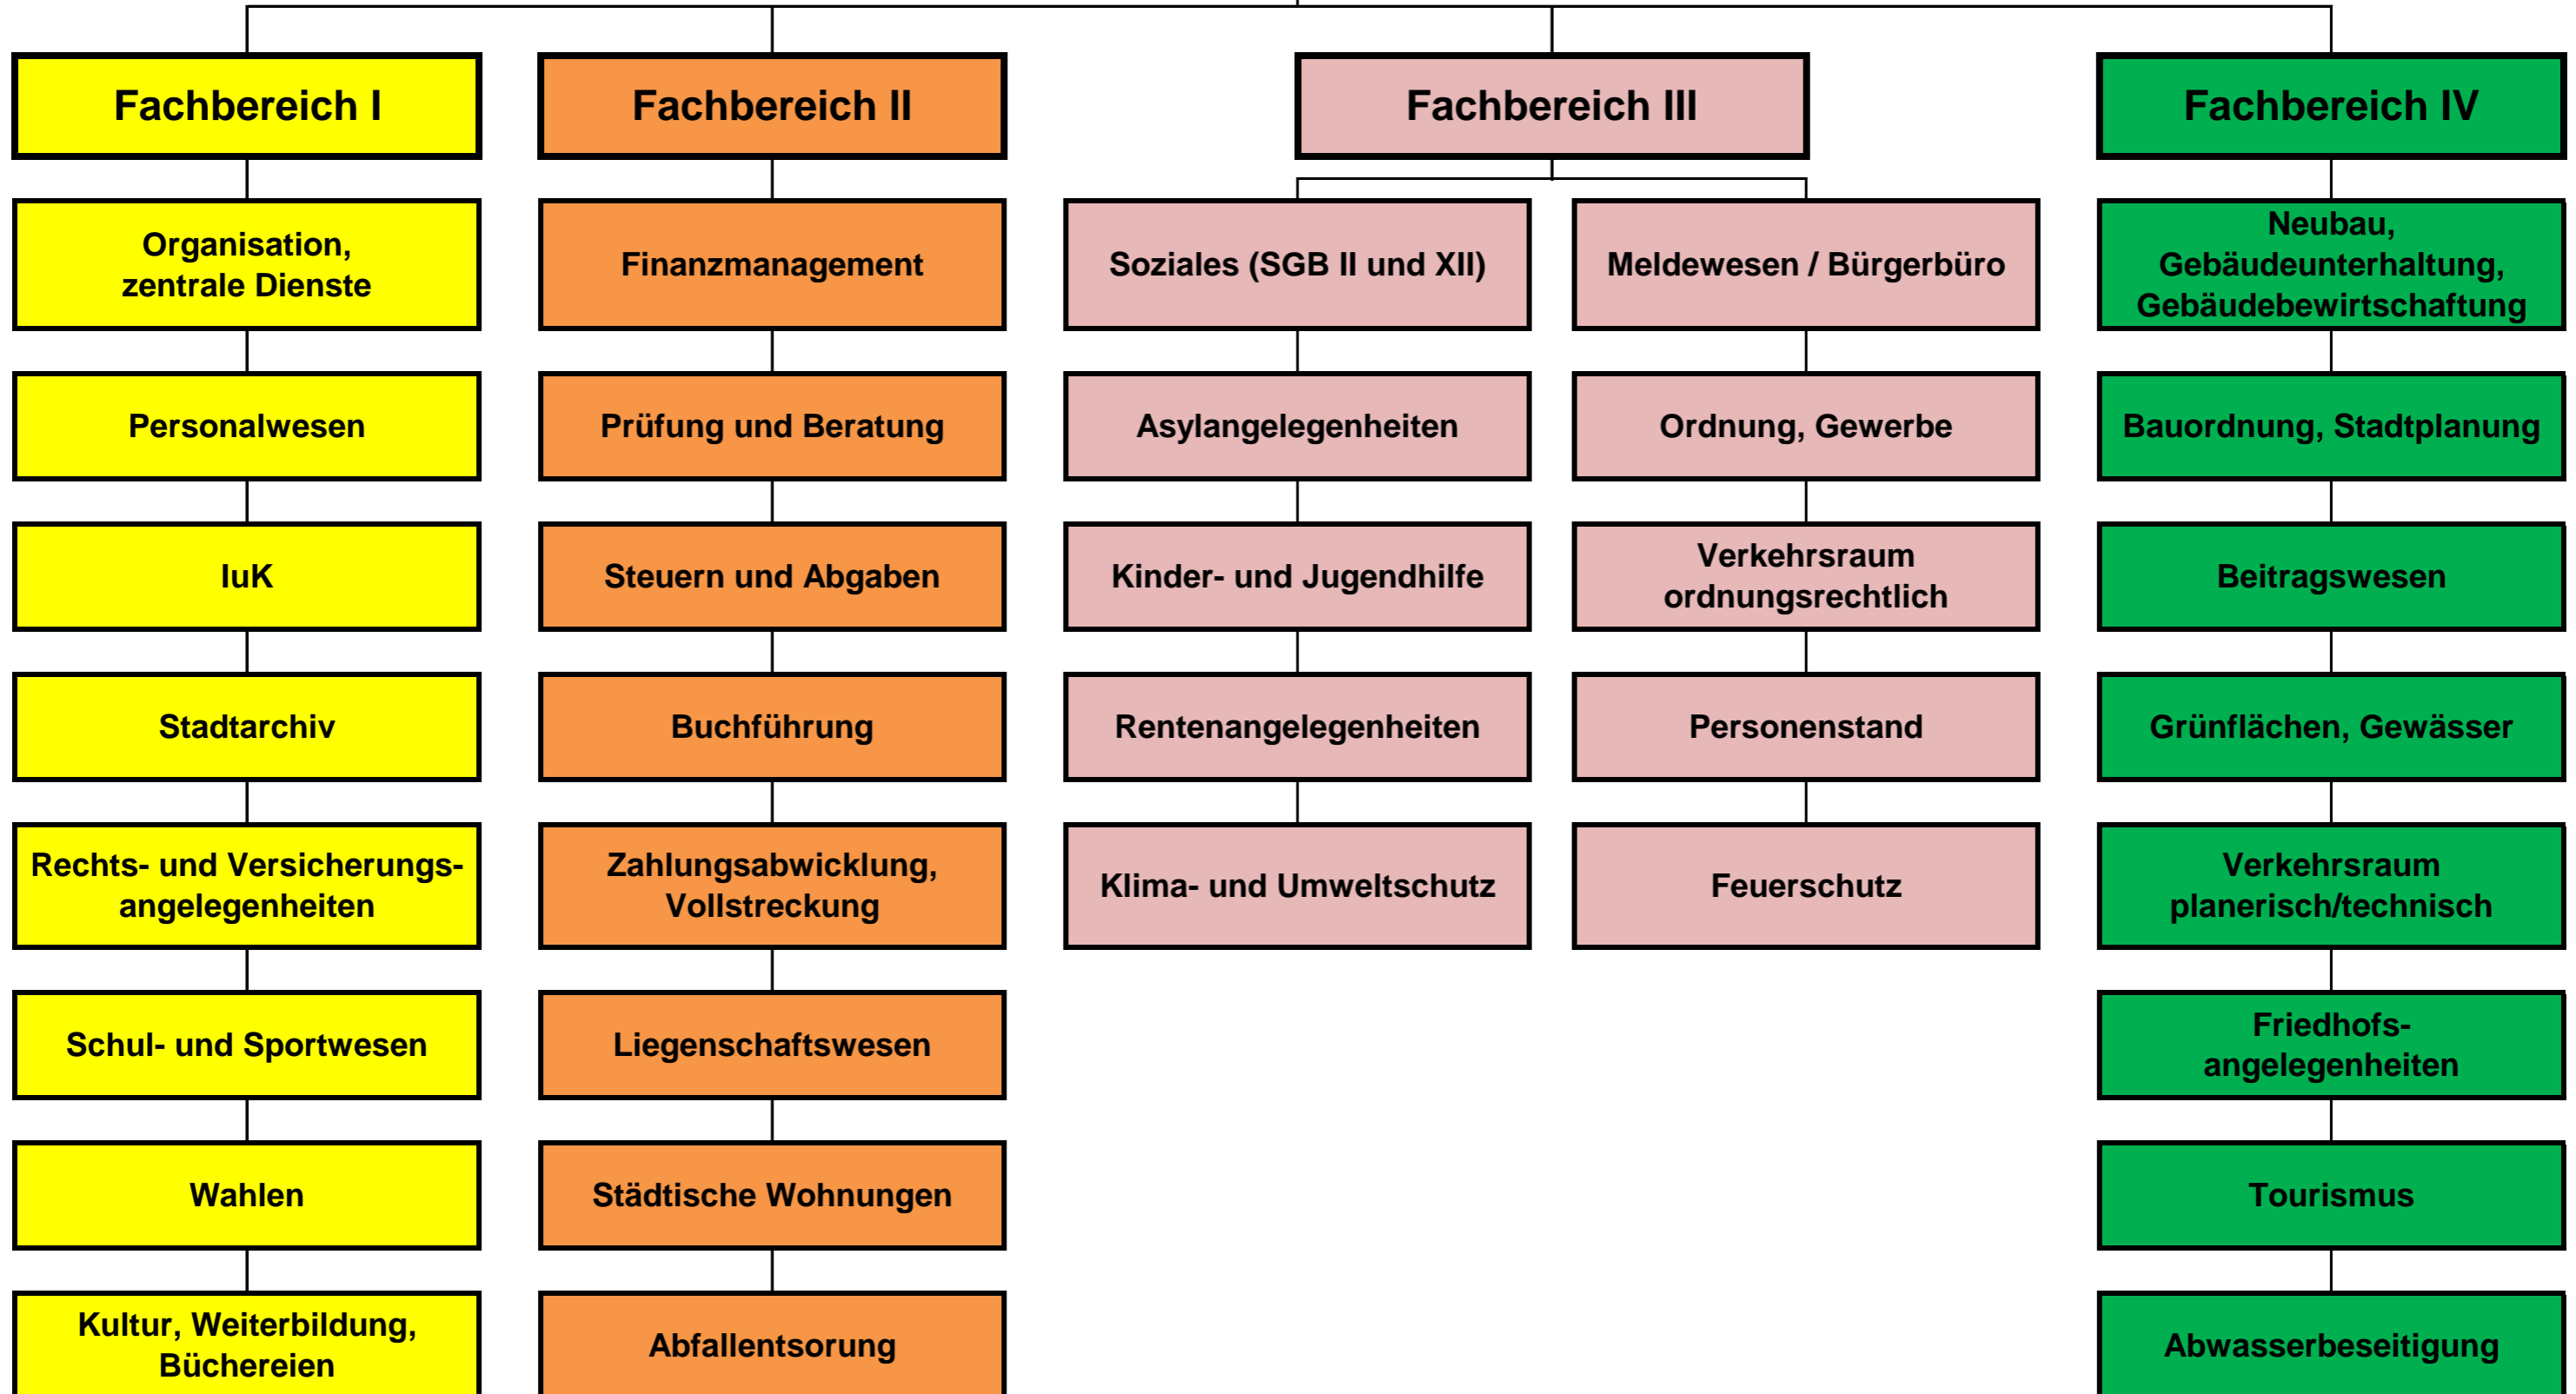 Fachbereich I
Fachbereich II
Fachbereich III
Fachbereich IV
Organisation,
zentrale Dienste
Finanzmanagement
Soziales (SGB II und XII)
Meldewesen / Bürgerbüro
Neubau,
Gebäudeunterhaltung,
Gebäudebewirtschaftung
Personalwesen
Prüfung und Beratung
Asylangelegenheiten
Ordnung, Gewerbe
Bauordnung, Stadtplanung
IuK
Steuern und Abgaben
Kinder- und Jugendhilfe
Verkehrsraum
ordnungsrechtlich
Beitragswesen
Stadtarchiv
Buchführung
Rentenangelegenheiten
Personenstand
Grünflächen, Gewässer
Rechts- und Versicherungs-
angelegenheiten
Zahlungsabwicklung,
Vollstreckung
Klima- und Umweltschutz
Feuerschutz
Verkehrsraum
planerisch/technisch
Schul- und Sportwesen
Liegenschaftswesen
Friedhofs-
angelegenheiten
Wahlen
Städtische Wohnungen
Tourismus
Kultur, Weiterbildung,
Büchereien
Abfallentsorung
Abwasserbeseitigung